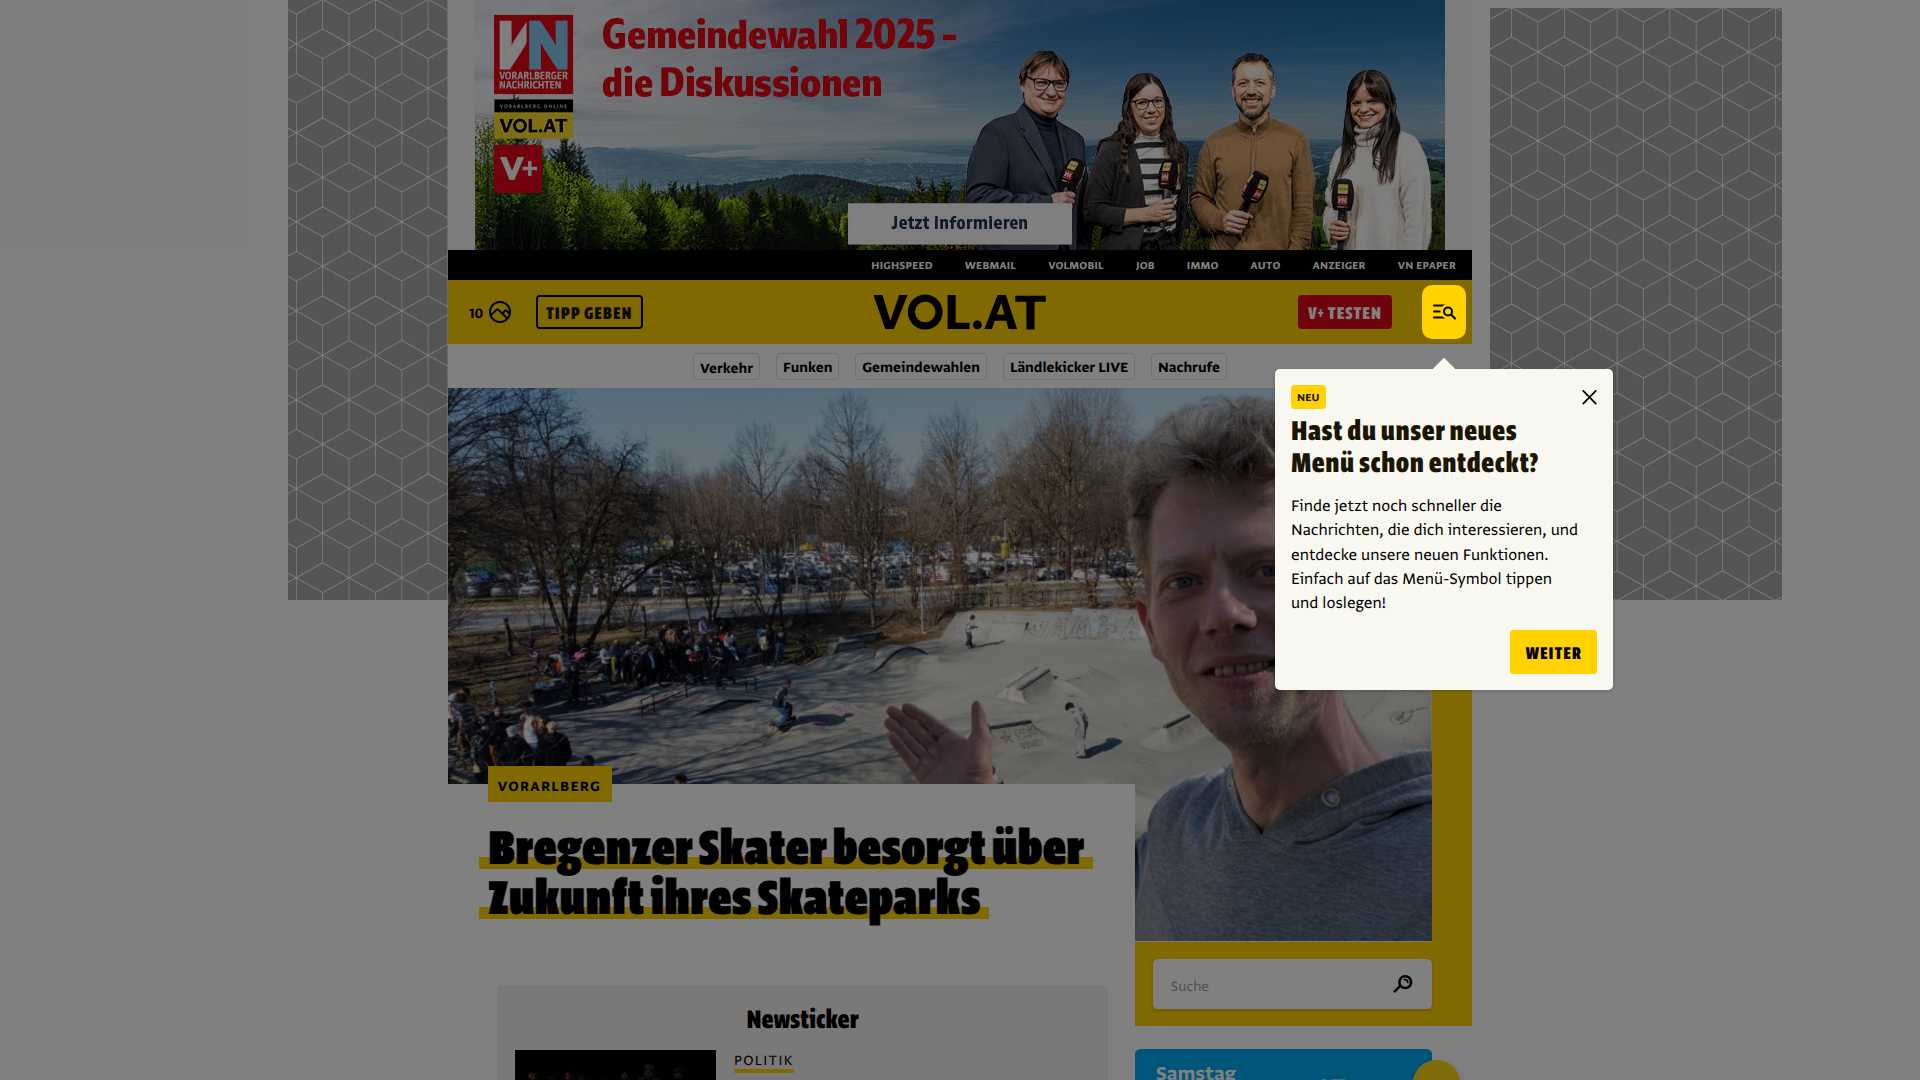 VN
VORARLBERGER
NACHRICHTEN
VORARLBERG ONLINE
VOL.AT
V+
Gemeindewahl 2025 –
die Diskussionen
Jetzt informieren
HIGHSPEED
WEBMAIL
VOLMOBIL
JOB
IMMO
AUTO
ANZEIGER
VN EPAPER
10
TIPP GEBEN
VOL.AT
V+ TESTEN
Verkehr
Funken
Gemeindewahlen
Ländlekicker LIVE
Nachrufe
NEU
Hast du unser neues
Menü schon entdeckt?
Finde jetzt noch schneller die
Nachrichten, die dich interessieren, und
entdecke unsere neuen Funktionen.
Einfach auf das Menü-Symbol tippen
und loslegen!
WEITER
VORARLBERG
Bregenzer Skater besorgt über
Zukunft ihres Skateparks
Suche
Newsticker
POLITIK
Samstag